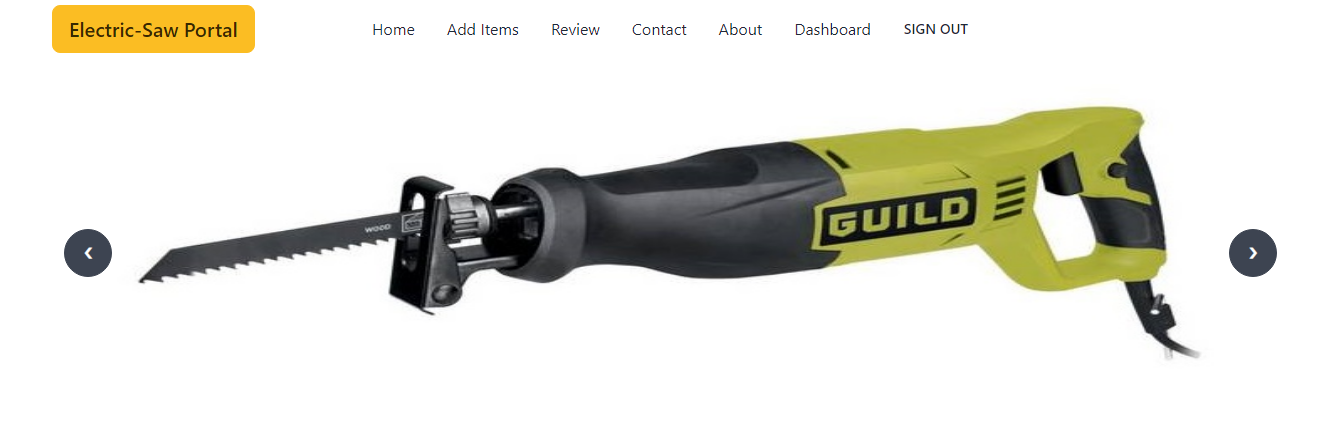 Electric-Saw Portal Home Add Items Review Contact About Dashboard SIGN OUT
WOOD
GUILD